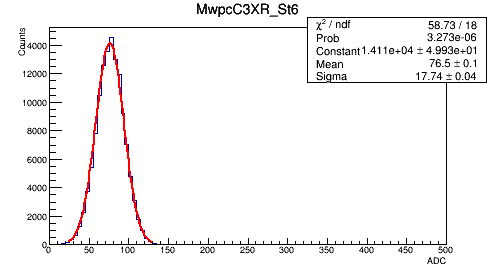 MwpcC3XR_St6
χ² / ndf 58.73 / 18
Prob 3.273e-06
Constant 1.411e+04 ± 4.993e+01
Mean 76.5 ± 0.1
Sigma 17.74 ± 0.04
Counts
14000
12000
10000
8000
6000
4000
2000
0
0 50 100 150 200 250 300 350 400 450 500
ADC